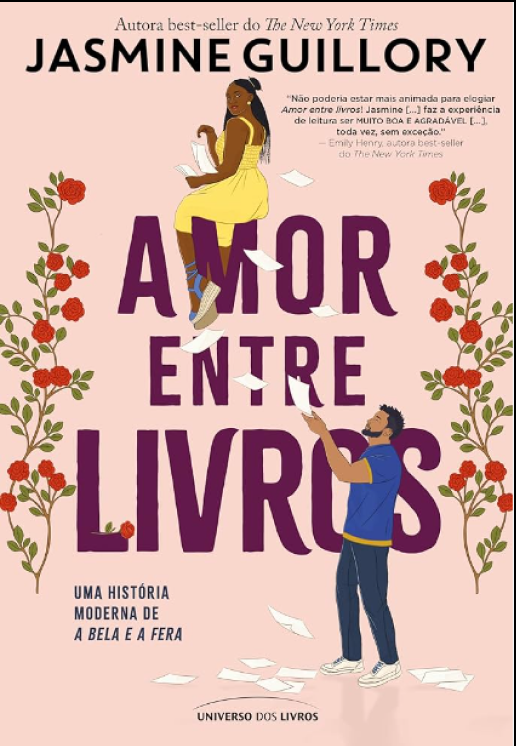 Autora best-seller do The New York Times
JASMINE GUILLORY
"Não poderia estar mais animada para elogiar
Amor entre livros! Jasmine [...] faz a experiência
de leitura ser MUITO BOA E AGRADÁVEL [...],
toda vez, sem exceção."
— Emily Henry, autora best-seller
do The New York Times
AMOR
ENTRE
LIVROS
UMA HISTÓRIA
MODERNA DE
A BELA E A FERA
UNIVERSO DOS LIVROS